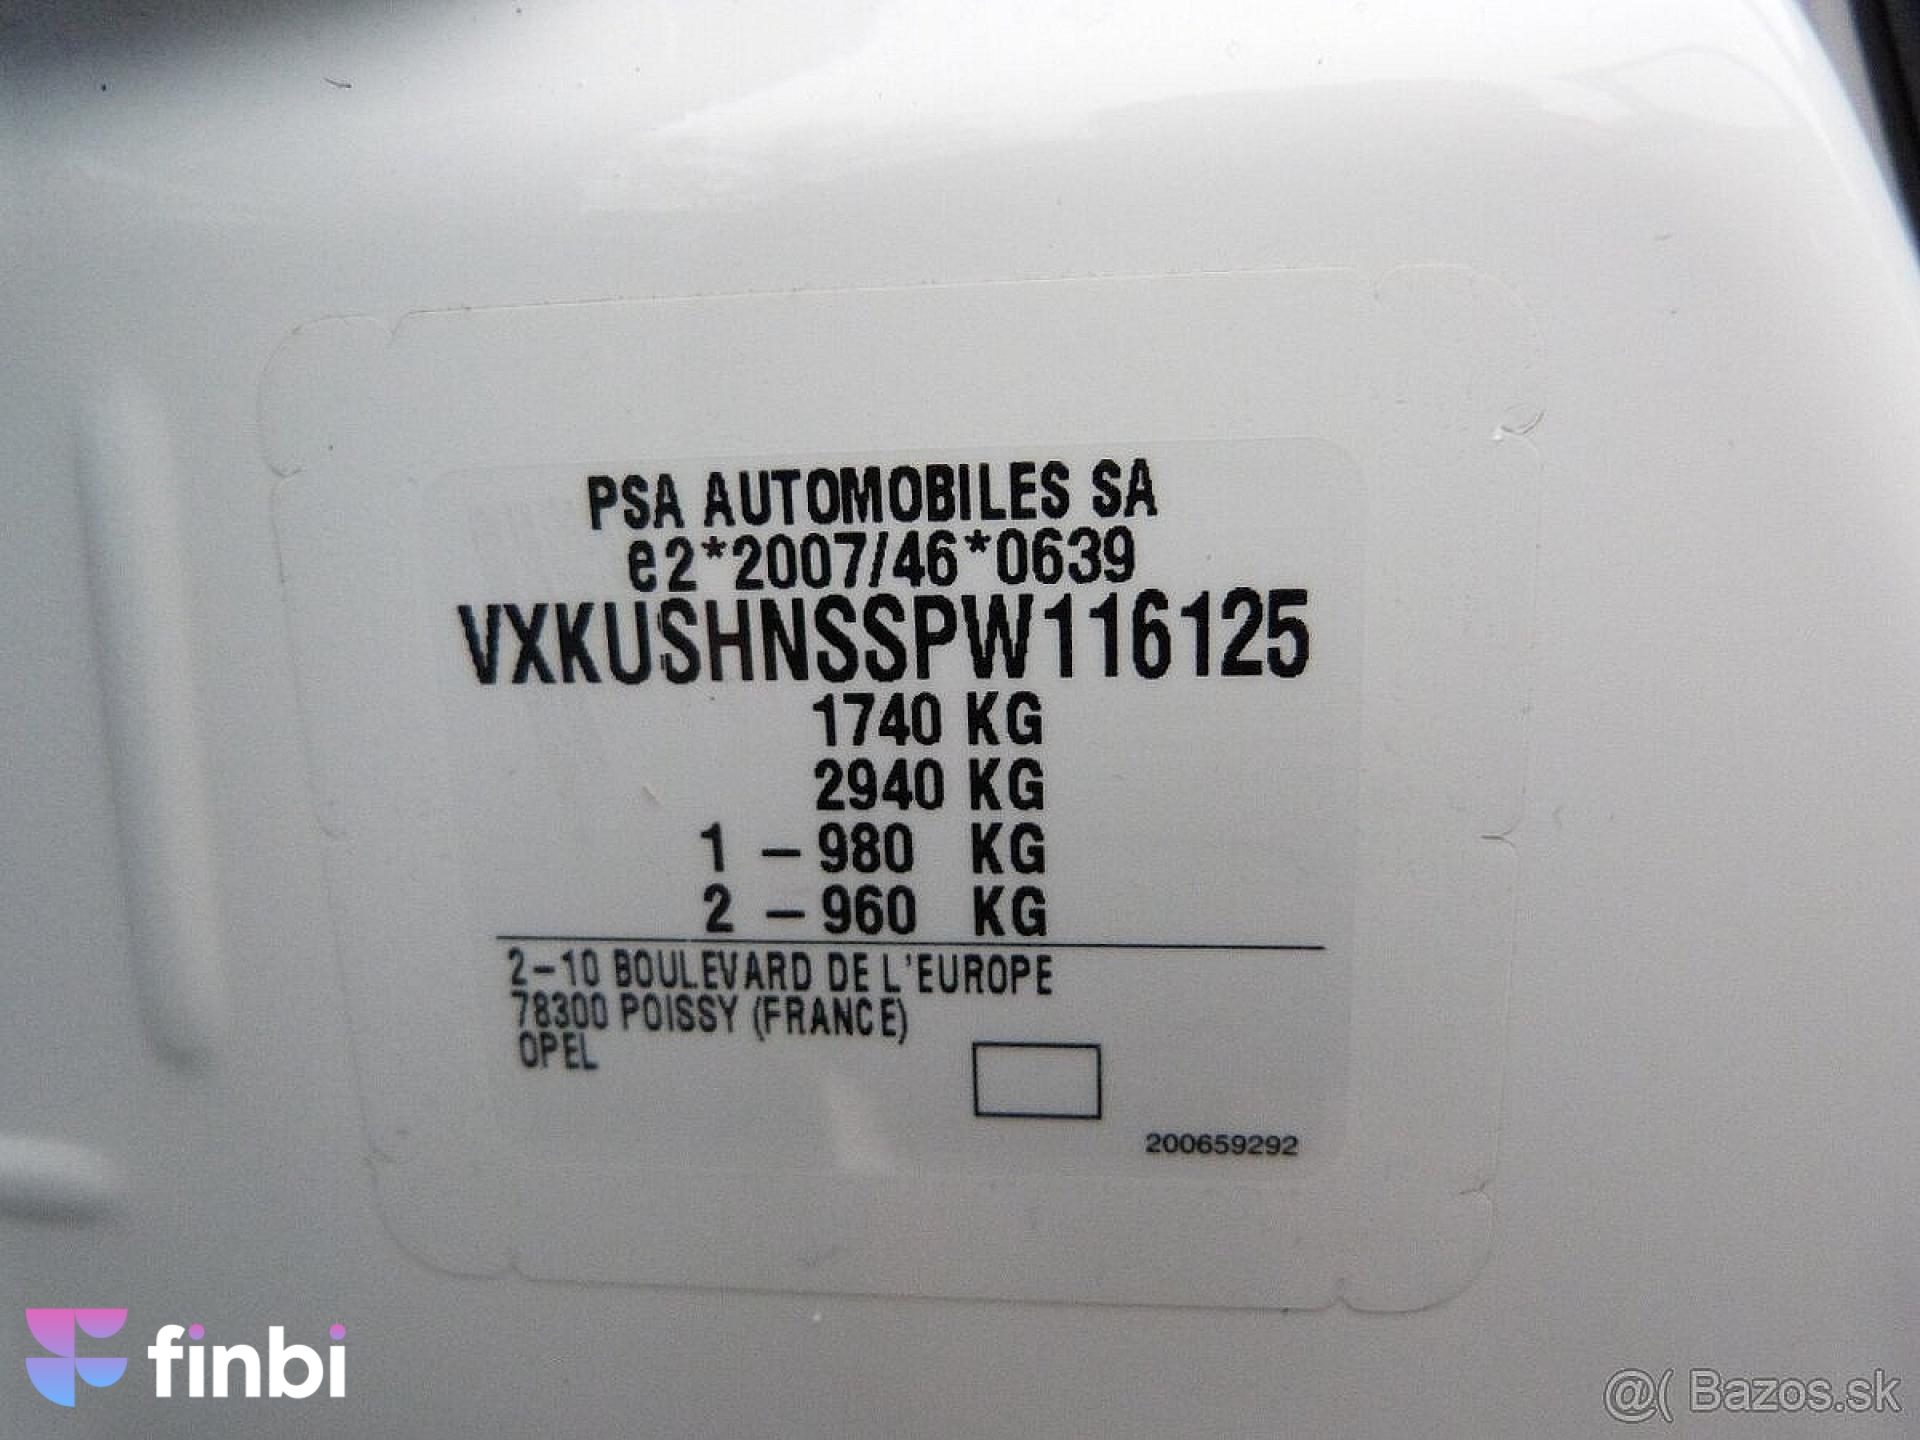 PSA AUTOMOBILES SA
e2*2007/46*0639
VXKUSHNSSPW116125
1740 KG
2940 KG
1 -980 KG
2 -960 KG
2-10 BOULEVARD DE L'EUROPE
78300 POISSY (FRANCE)
OPEL
200659292
finbi
@( Bazos.sk